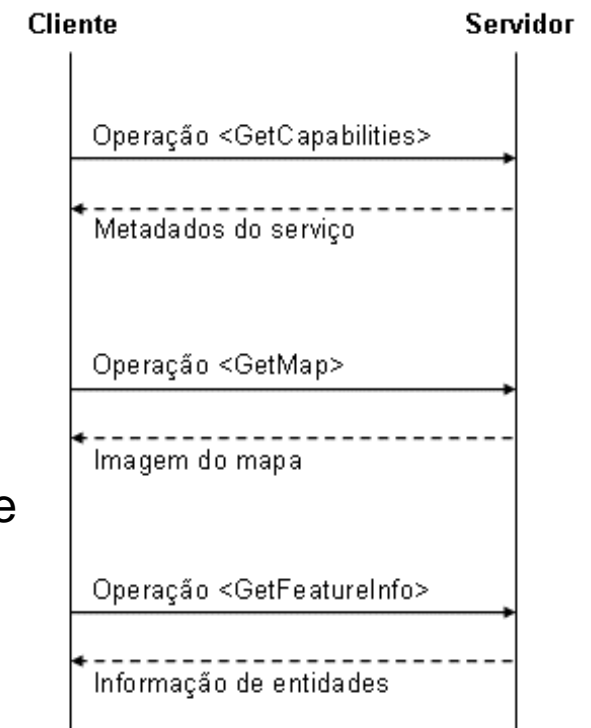 Cliente Servidor
Operação <GetCapabilities>
Metadados do serviço
Operação <GetMap>
Imagem do mapa
e
Operação <GetFeatureInfo>
Informação de entidades